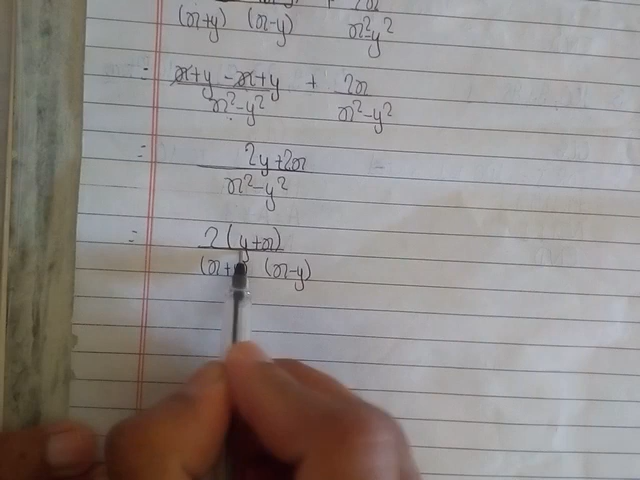 (x+y) (x-y) x²-y²
= x+y -x+y + 2x
x²-y² x²-y²
= 2y+2x
x²-y²
= 2(y+x)
(x+ (x-y)